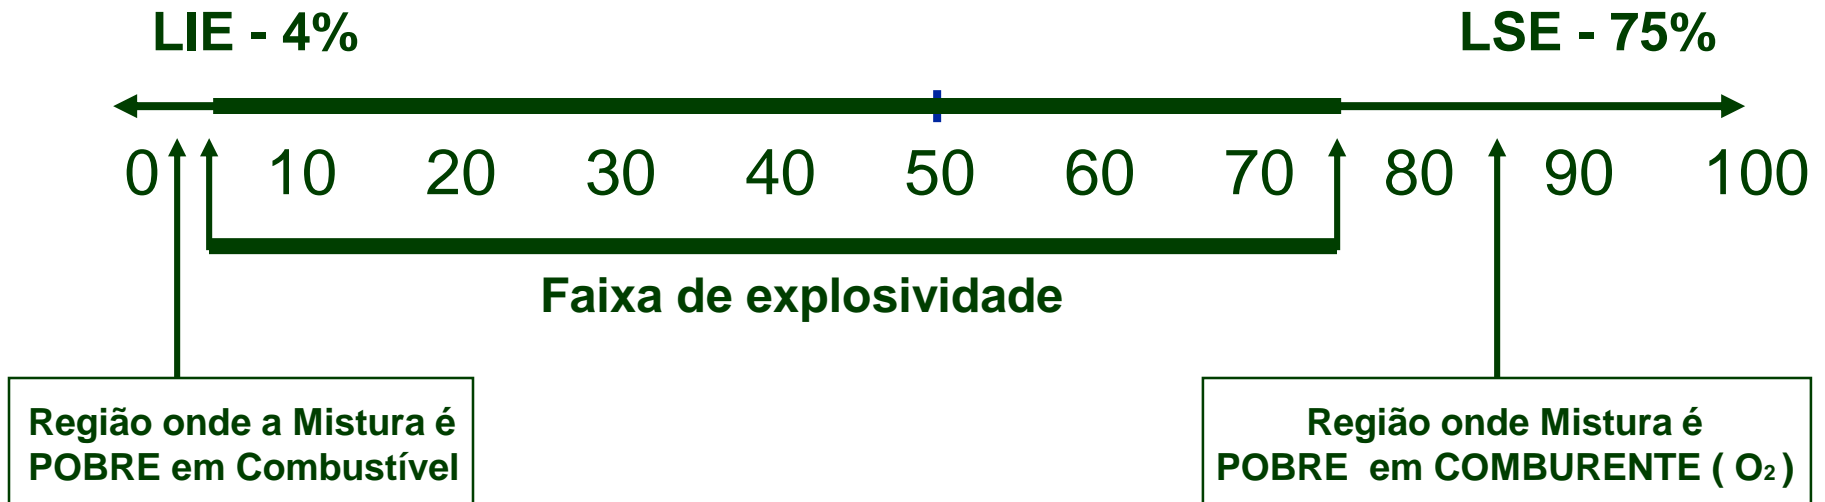 LIE - 4%
LSE - 75%
0 10 20 30 40 50 60 70 80 90 100
Faixa de explosividade
Região onde a Mistura é
POBRE em Combustível
Região onde Mistura é
POBRE em COMBURENTE ( O₂ )